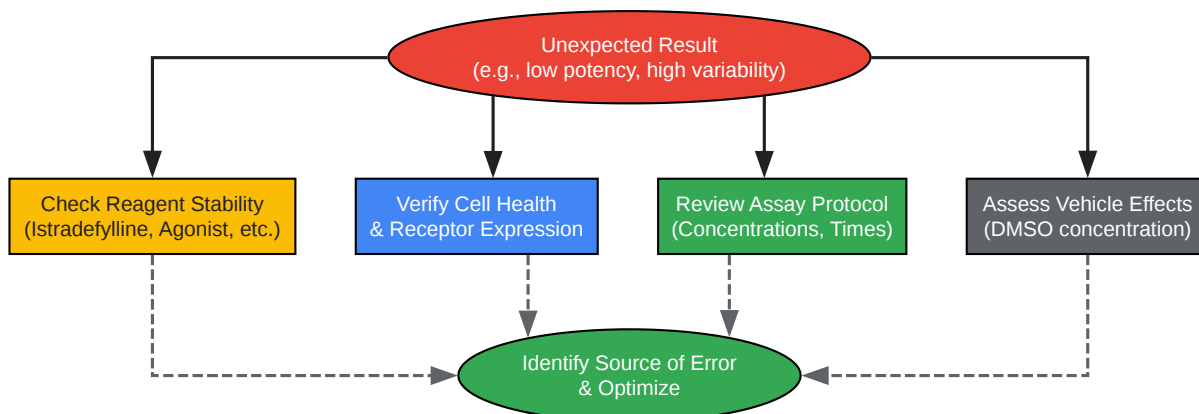 Unexpected Result
(e.g., low potency, high variability)
Check Reagent Stability
(Istradefylline, Agonist, etc.)
Verify Cell Health
& Receptor Expression
Review Assay Protocol
(Concentrations, Times)
Assess Vehicle Effects
(DMSO concentration)
Identify Source of Error
& Optimize